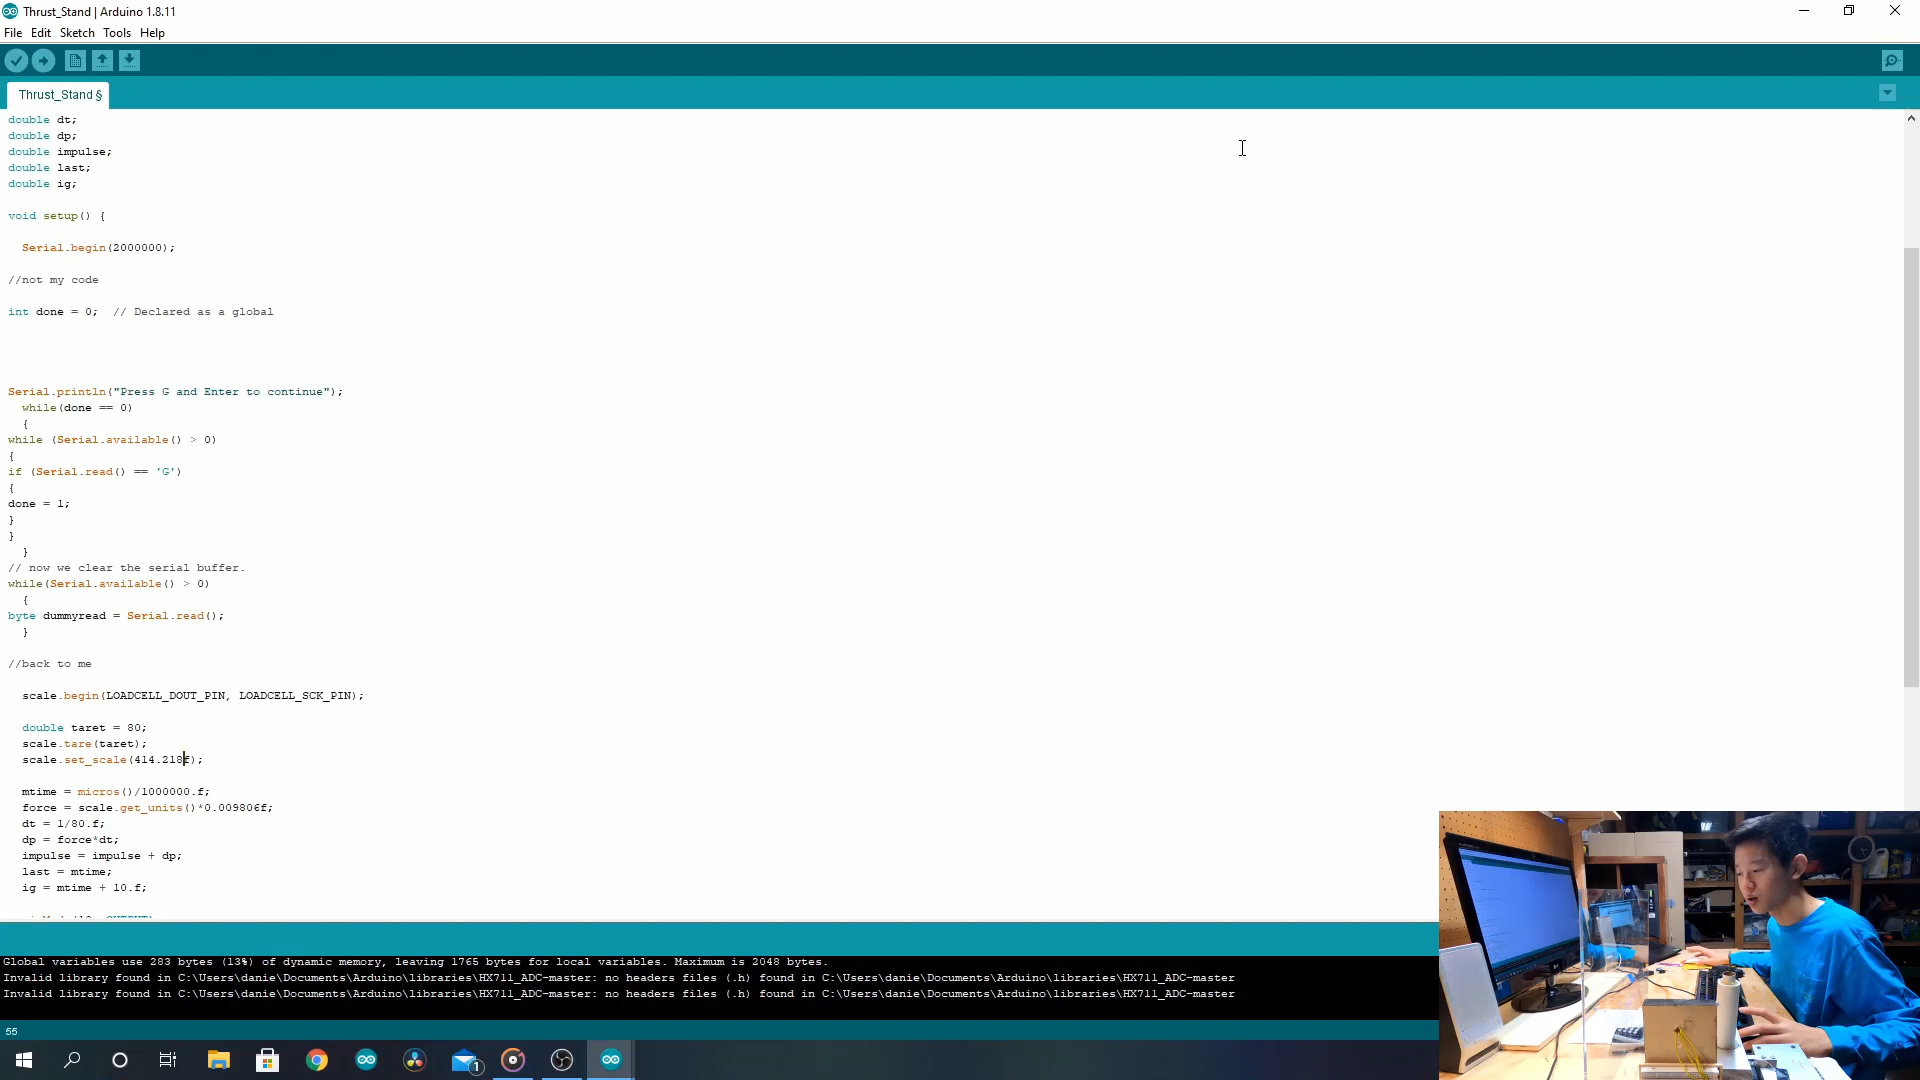 Thrust_Stand | Arduino 1.8.11
File Edit Sketch Tools Help
Thrust_Stand §
double dt;
double dp;
double impulse;
double last;
double ig;
void setup() {
Serial.begin(2000000);
//not my code
int done = 0;  // Declared as a global
Serial.println("Press G and Enter to continue");
while(done == 0)
{
while (Serial.available() > 0)
{
if (Serial.read() == 'G')
{
done = 1;
}
}
}
// now we clear the serial buffer.
while(Serial.available() > 0)
{
byte dummyread = Serial.read();
}
//back to me
scale.begin(LOADCELL_DOUT_PIN, LOADCELL_SCK_PIN);
double taret = 80;
scale.tare(taret);
scale.set_scale(414.218f);
mtime = micros()/1000000.f;
force = scale.get_units()*0.009806f;
dt = 1/80.f;
dp = force*dt;
impulse = impulse + dp;
last = mtime;
ig = mtime + 10.f;
Global variables use 283 bytes (13%) of dynamic memory, leaving 1765 bytes for local variables. Maximum is 2048 bytes.
Invalid library found in C:\Users\danie\Documents\Arduino\libraries\HX711_ADC-master: no headers files (.h) found in C:\Users\danie\Documents\Arduino\libraries\HX711_ADC-master
Invalid library found in C:\Users\danie\Documents\Arduino\libraries\HX711_ADC-master: no headers files (.h) found in C:\Users\danie\Documents\Arduino\libraries\HX711_ADC-master
55
1